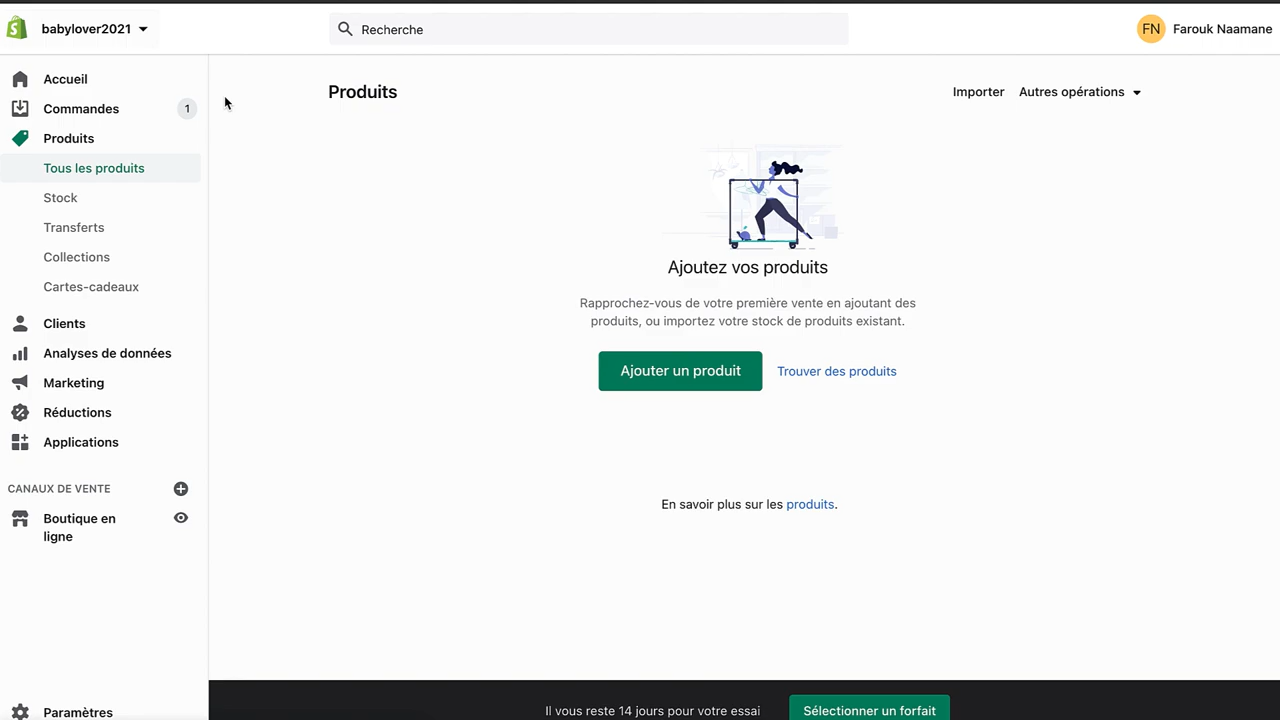 babylover2021
Recherche
FN
Farouk Naamane
Accueil
Commandes
1
Produits
Tous les produits
Stock
Transferts
Collections
Cartes-cadeaux
Clients
Analyses de données
Marketing
Réductions
Applications
CANAUX DE VENTE
Boutique en
ligne
Paramètres
Produits
Importer
Autres opérations
Ajoutez vos produits
Rapprochez-vous de votre première vente en ajoutant des
produits, ou importez votre stock de produits existant.
Ajouter un produit
Trouver des produits
En savoir plus sur les produits.
Il vous reste 14 jours pour votre essai
Sélectionner un forfait